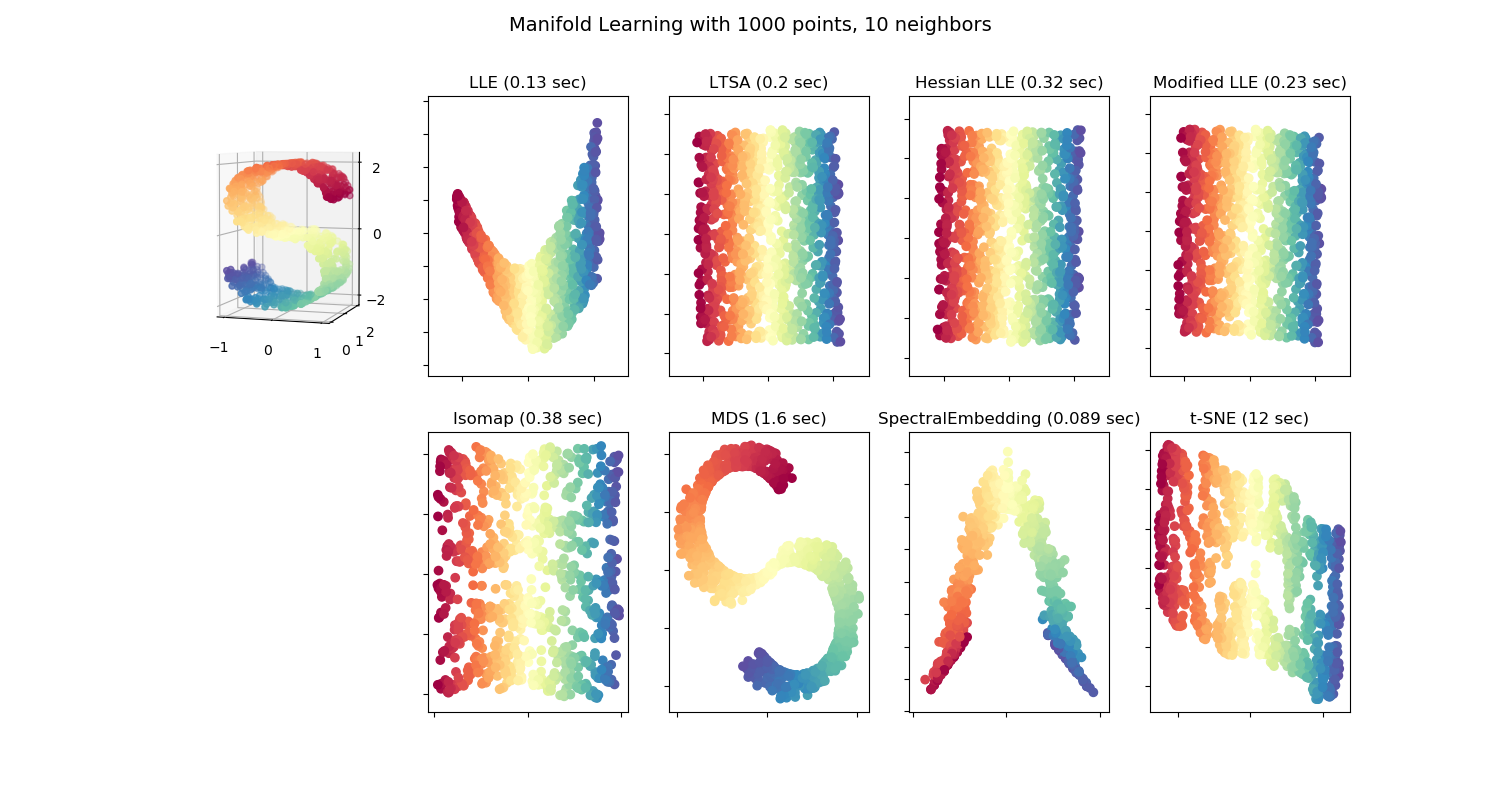 Manifold Learning with 1000 points, 10 neighbors
LLE (0.13 sec)
LTSA (0.2 sec)
Hessian LLE (0.32 sec)
Modified LLE (0.23 sec)
2
0
−2
−1
0
1
0
1
2
Isomap (0.38 sec)
MDS (1.6 sec)
SpectralEmbedding (0.089 sec)
t-SNE (12 sec)